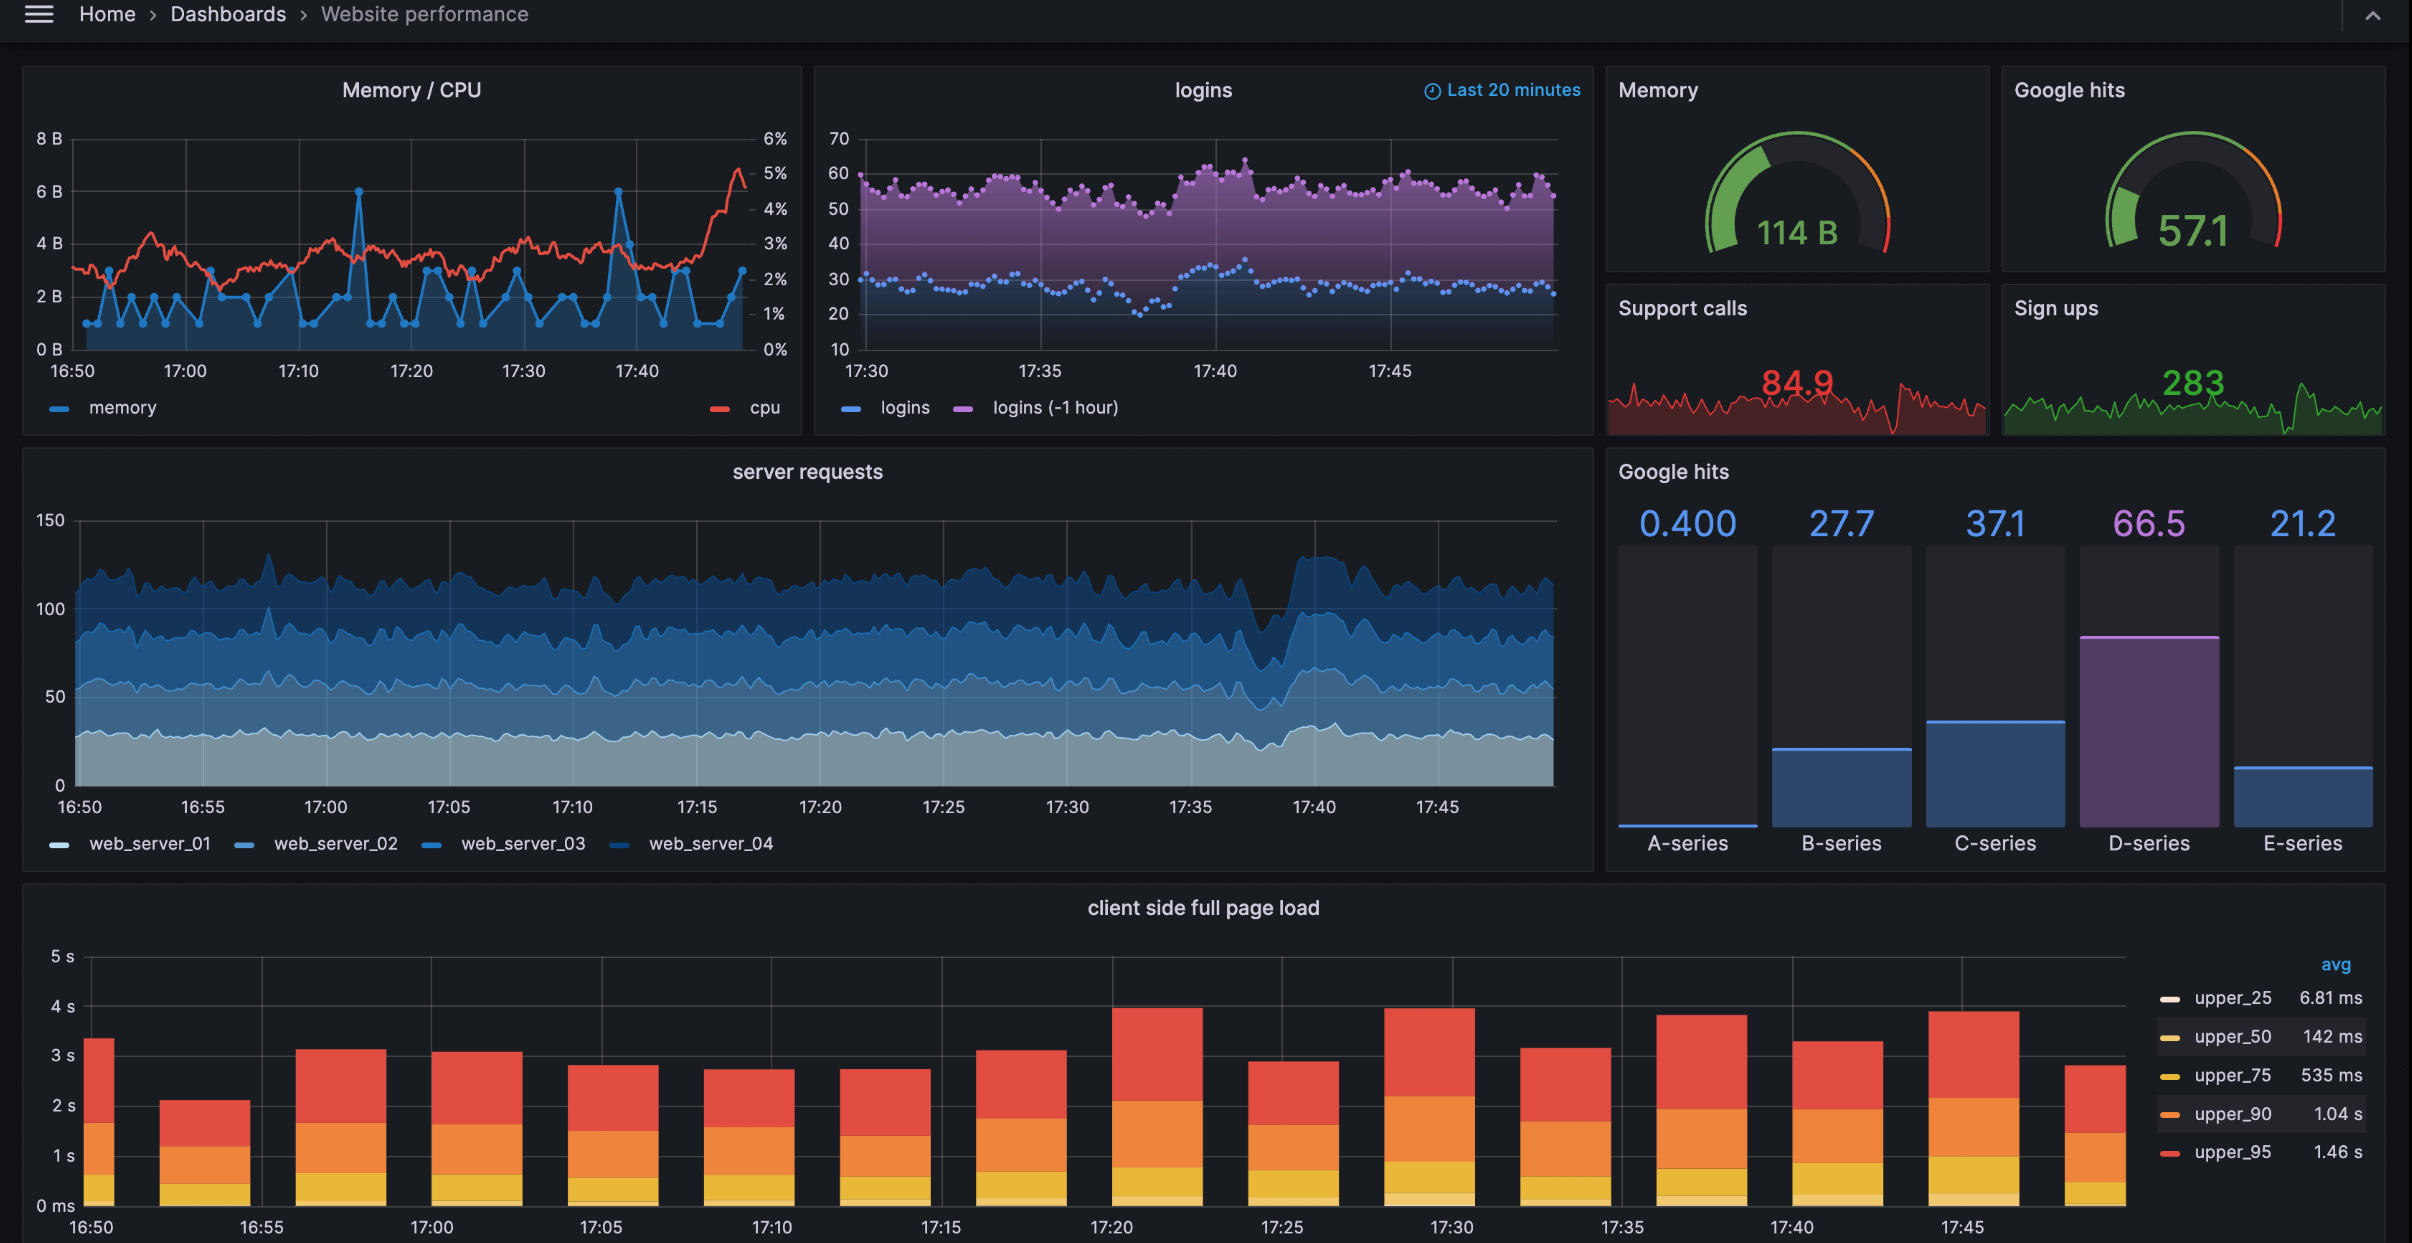 Home › Dashboards › Website performance
Memory / CPU
8 B
6 B
4 B
2 B
0 B
6%
5%
4%
3%
2%
1%
0%
16:50 17:00 17:10 17:20 17:30 17:40
memory cpu
logins
Last 20 minutes
70
60
50
40
30
20
10
17:30 17:35 17:40 17:45
logins logins (-1 hour)
Memory
114 B
Google hits
57.1
Support calls
84.9
Sign ups
283
server requests
150
100
50
0
16:50 16:55 17:00 17:05 17:10 17:15 17:20 17:25 17:30 17:35 17:40 17:45
web_server_01 web_server_02 web_server_03 web_server_04
Google hits
0.400 27.7 37.1 66.5 21.2
A-series B-series C-series D-series E-series
client side full page load
5 s
4 s
3 s
2 s
1 s
0 ms
16:50 16:55 17:00 17:05 17:10 17:15 17:20 17:25 17:30 17:35 17:40 17:45
avg
upper_25 6.81 ms
upper_50 142 ms
upper_75 535 ms
upper_90 1.04 s
upper_95 1.46 s